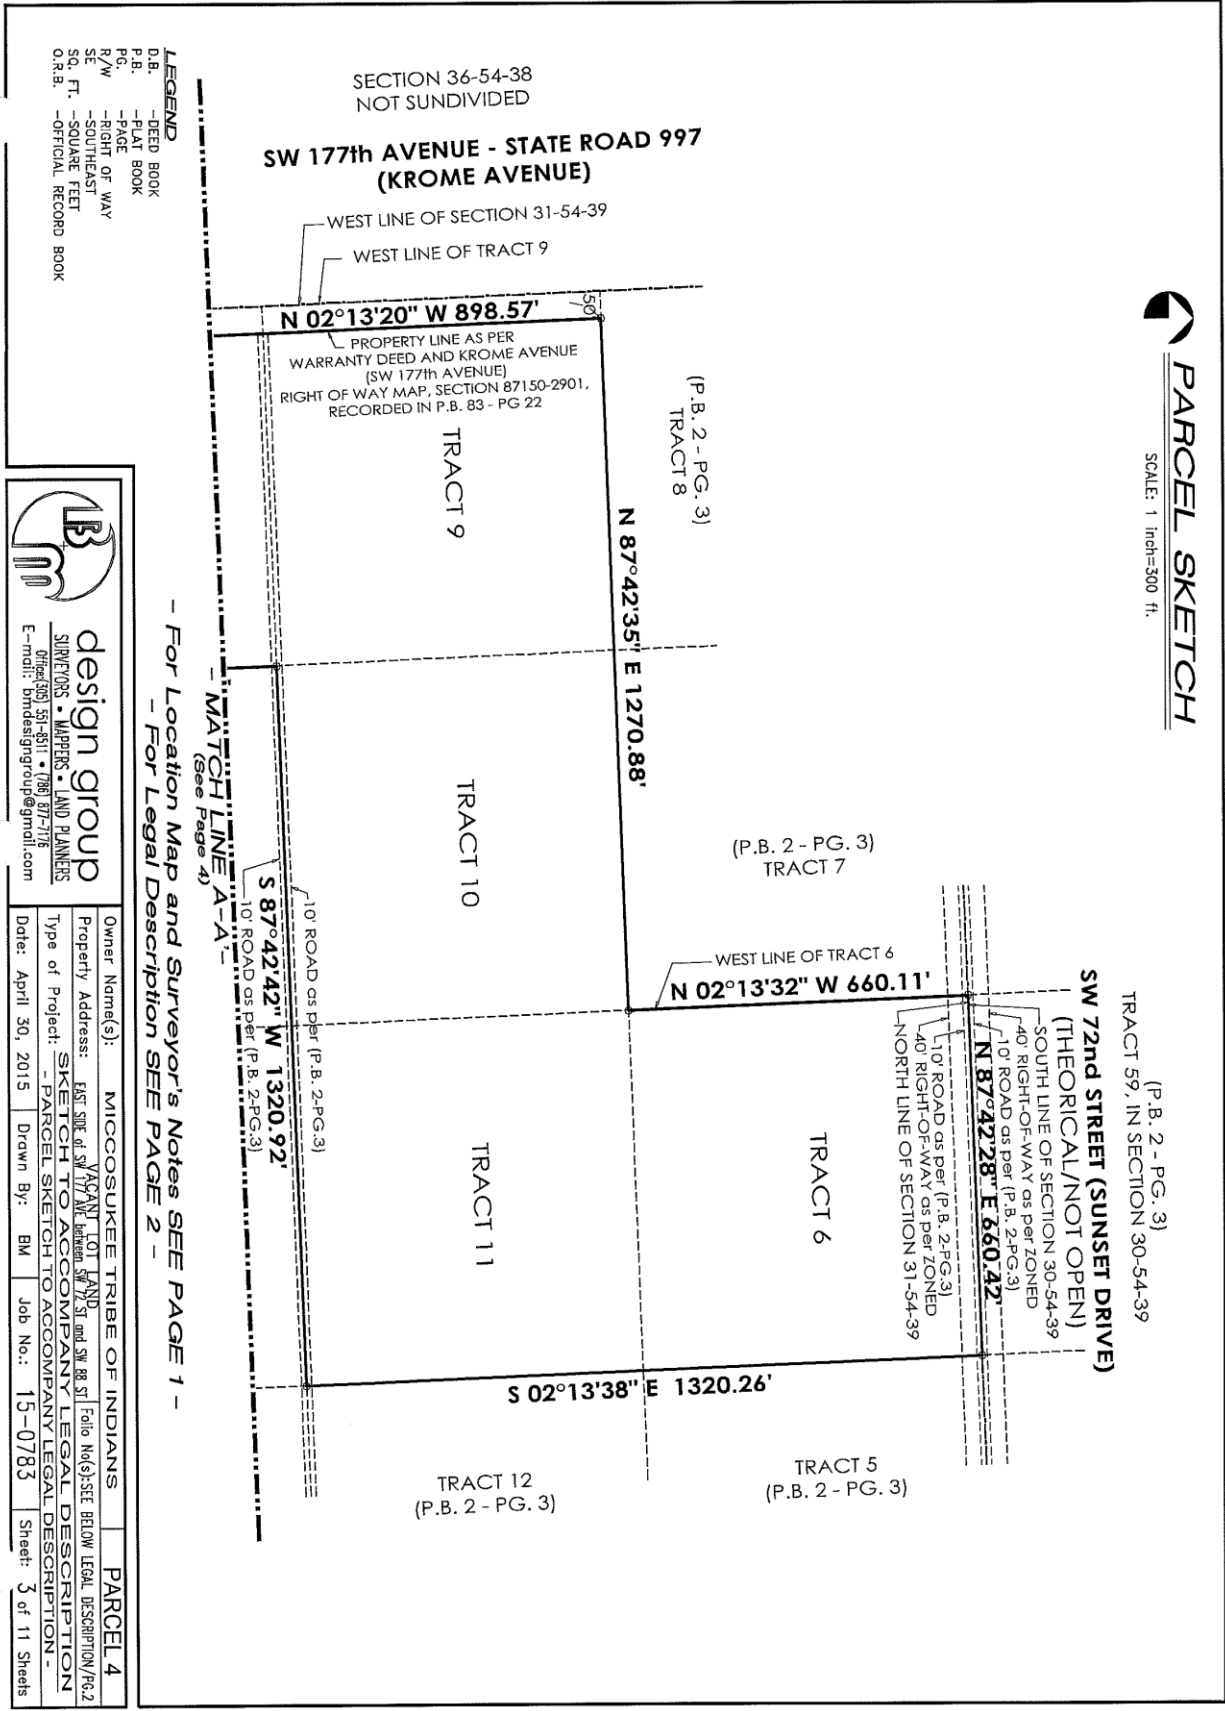 PARCEL SKETCH
SCALE: 1 inch=300 ft.
(P.B. 2 - PG. 3)
TRACT 59, IN SECTION 30-54-39
SW 72nd STREET (SUNSET DRIVE)
(THEORICAL/NOT OPEN)
SOUTH LINE OF SECTION 30-54-39
40' RIGHT-OF-WAY as per ZONED
10' ROAD as per (P.B. 2-PG.3)
N 87°42'28" E 660.42'
10' ROAD as per (P.B. 2-PG.3)
40' RIGHT-OF-WAY as per ZONED
NORTH LINE OF SECTION 31-54-39
SECTION 36-54-38
NOT SUNDIVIDED
SW 177th AVENUE - STATE ROAD 997
(KROME AVENUE)
WEST LINE OF SECTION 31-54-39
WEST LINE OF TRACT 9
50'
N 02°13'20" W 898.57'
PROPERTY LINE AS PER
WARRANTY DEED AND KROME AVENUE
(SW 177th AVENUE)
RIGHT OF WAY MAP, SECTION 87150-2901,
RECORDED IN P.B. 83 - PG 22
(P.B. 2 - PG. 3)
TRACT 8
N 87°42'35" E 1270.88'
(P.B. 2 - PG. 3)
TRACT 7
WEST LINE OF TRACT 6
N 02°13'32" W 660.11'
TRACT 9
TRACT 10
TRACT 11
TRACT 6
S 02°13'38" E 1320.26'
TRACT 5
(P.B. 2 - PG. 3)
TRACT 12
(P.B. 2 - PG. 3)
10' ROAD as per (P.B. 2-PG.3)
S 87°42'42" W 1320.92'
10' ROAD as per (P.B. 2-PG.3)
- MATCH LINE A-A' -
(See Page 4)
- For Location Map and Surveyor's Notes SEE PAGE 1 -
- For Legal Description SEE PAGE 2 -
LEGEND
D.B. -DEED BOOK
P.B. -PLAT BOOK
PG. -PAGE
R/W -RIGHT OF WAY
SE -SOUTHEAST
SQ. FT. -SQUARE FEET
O.R.B. -OFFICIAL RECORD BOOK
LB
m
design group
SURVEYORS • MAPPERS • LAND PLANNERS
Office:(305) 551-8511 • (786) 877-7176
E-mail: bmdesigngroup@gmail.com
Owner Name(s): MICCOSUKEE TRIBE OF INDIANS
PARCEL 4
Property Address: VACANT LOT LAND
EAST SIDE of SW 177 AVE between SW 72 ST and SW 88 ST
Folio No(s):SEE BELOW LEGAL DESCRIPTION/PG.2
Type of Project: SKETCH TO ACCOMPANY LEGAL DESCRIPTION
- PARCEL SKETCH TO ACCOMPANY LEGAL DESCRIPTION -
Date: April 30, 2015
Drawn By: BM
Job No.: 15-0783
Sheet: 3 of 11 Sheets